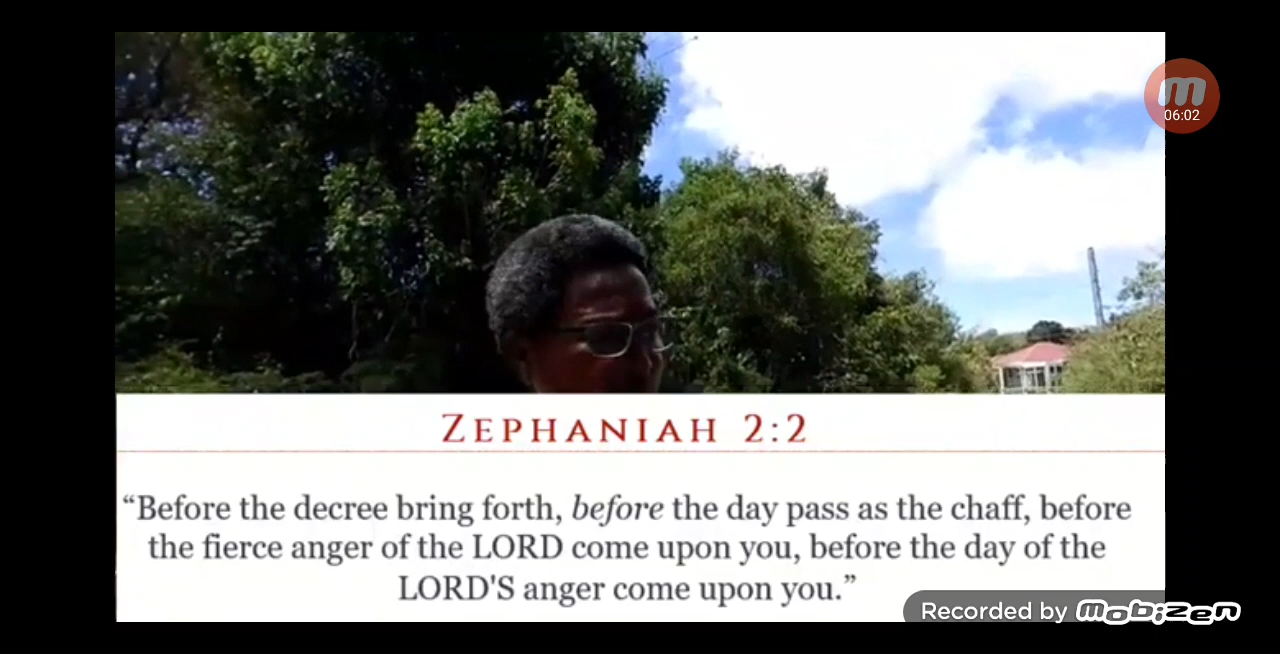 06:02
ZEPHANIAH 2:2
“Before the decree bring forth, before the day pass as the chaff, before
the fierce anger of the LORD come upon you, before the day of the
LORD'S anger come upon you.”
Recorded by mobizen